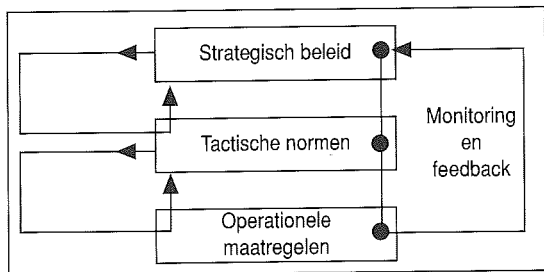 Strategisch beleid
Tactische normen
Monitoring
en
feedback
Operationele
maatregelen